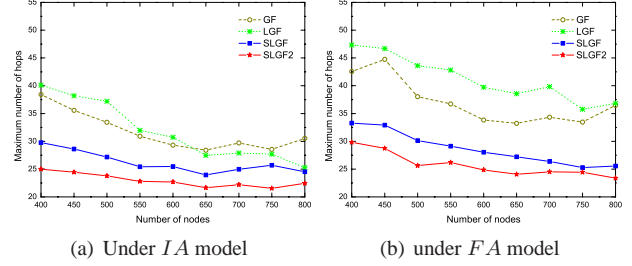 55
50
45
40
35
30
25
20
Maximum number of hops
400 450 500 550 600 650 700 750 800
Number of nodes
GF
LGF
SLGF
SLGF2
(a) Under IA model
55
50
45
40
35
30
25
20
Maximum number of hops
400 450 500 550 600 650 700 750 800
Number of nodes
GF
LGF
SLGF
SLGF2
(b) under FA model